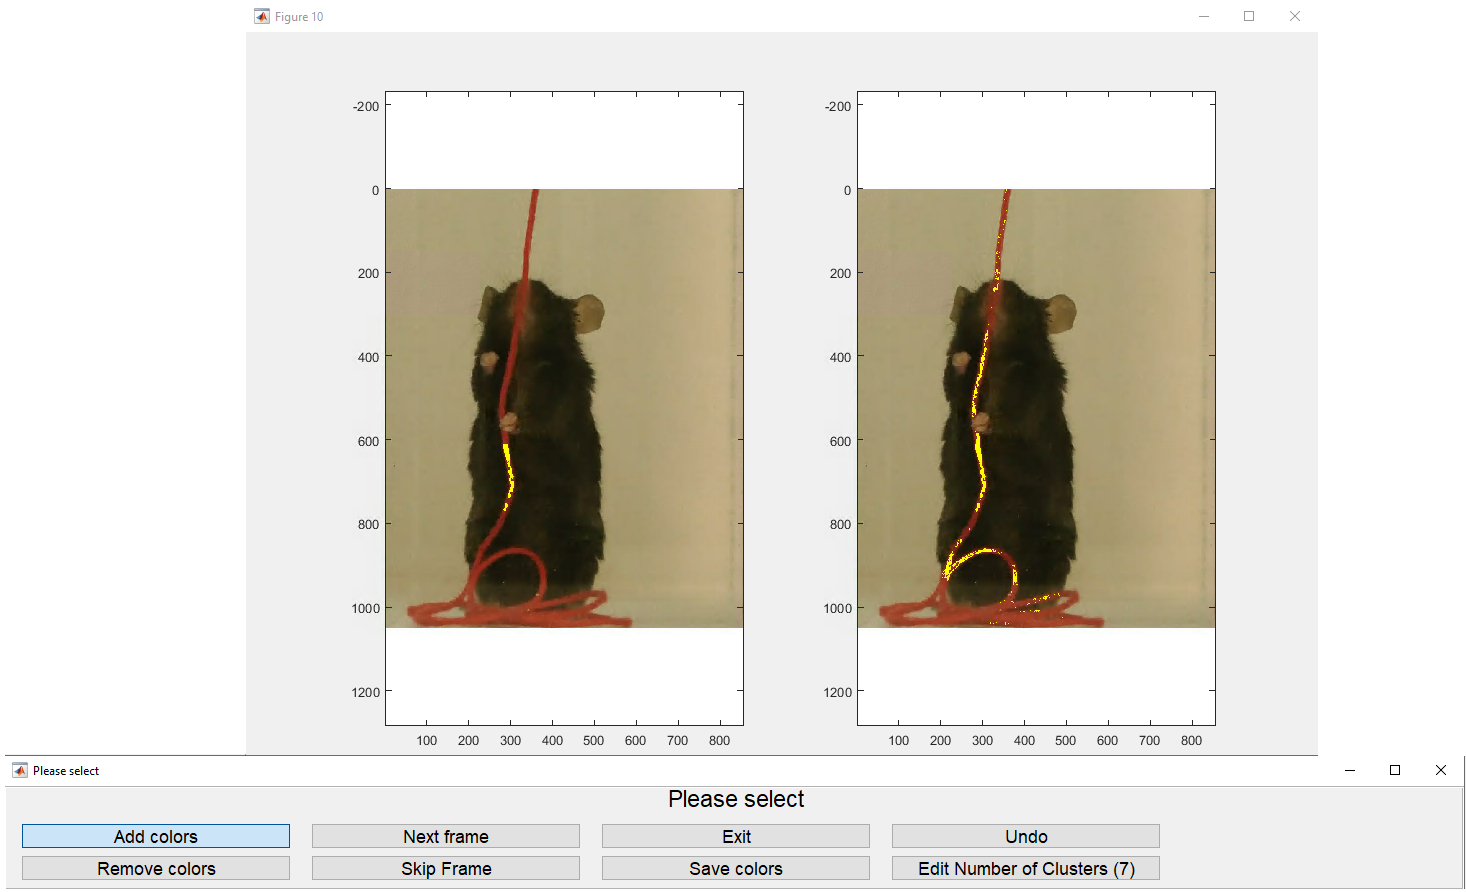 Figure 10
-200 -200
0 0
200 200
400 400
600 600
800 800
1000 1000
1200 1200
100 200 300 400 500 600 700 800 100 200 300 400 500 600 700 800
Please select
Please select
Add colors Next frame Exit Undo
Remove colors Skip Frame Save colors Edit Number of Clusters (7)